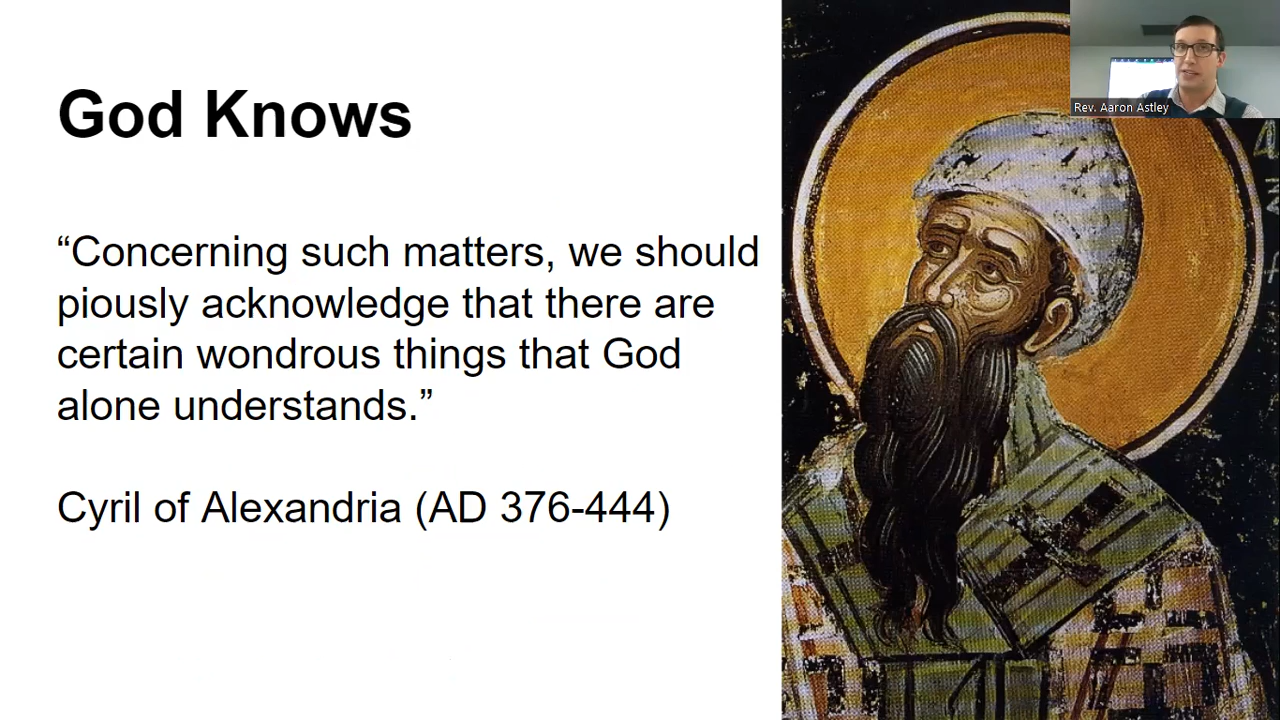 God Knows
“Concerning such matters, we should
piously acknowledge that there are
certain wondrous things that God
alone understands.”
Cyril of Alexandria (AD 376-444)
Rev. Aaron Astley